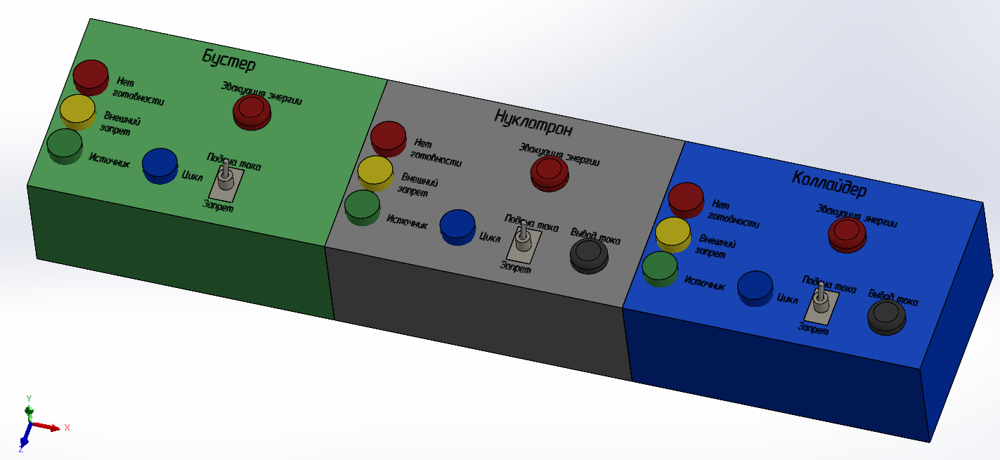 Бустер
Эвакуация энергии
Нет
готовности
Внешний
запрет
Источник
Цикл
Подача тока
Запрет
Нуклотрон
Эвакуация энергии
Нет
готовности
Внешний
запрет
Источник
Цикл
Подача тока
Запрет
Вывод тока
Коллайдер
Эвакуация энергии
Нет
готовности
Внешний
запрет
Источник
Цикл
Подача тока
Запрет
Вывод тока
Y
X
Z